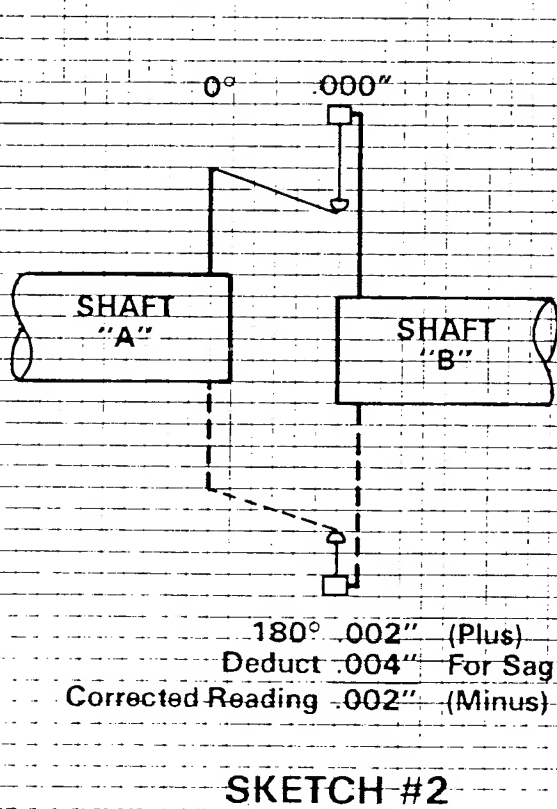 0° .000"
SHAFT
"A"
SHAFT
"B"
180° .002" (Plus)
Deduct .004" For Sag
Corrected Reading .002" (Minus)
SKETCH #2